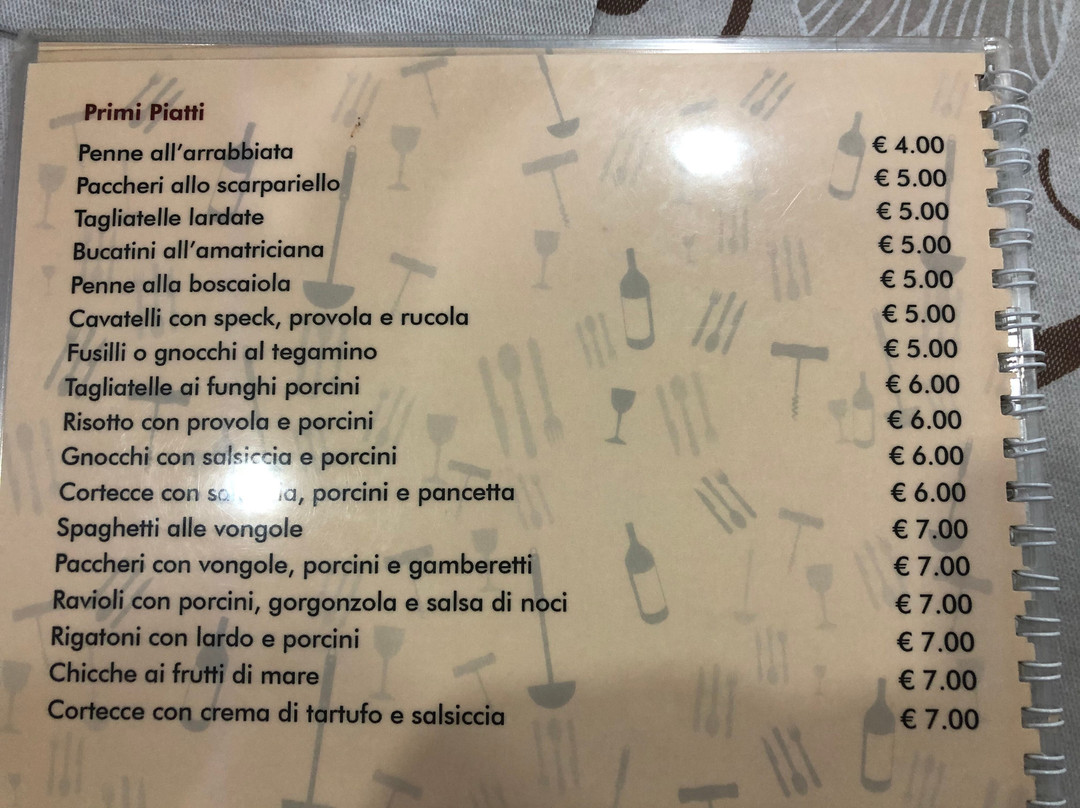 Primi Piatti
Penne all'arrabbiata € 4.00
Paccheri allo scarpariello € 5.00
Tagliatelle lardate € 5.00
Bucatini all'amatriciana € 5.00
Penne alla boscaiola € 5.00
Cavatelli con speck, provola e rucola € 5.00
Fusilli o gnocchi al tegamino € 5.00
Tagliatelle ai funghi porcini € 6.00
Risotto con provola e porcini € 6.00
Gnocchi con salsiccia e porcini € 6.00
Cortecce con porcini e pancetta € 6.00
Spaghetti alle vongole € 7.00
Paccheri con vongole, porcini e gamberetti € 7.00
Ravioli con porcini, gorgonzola e salsa di noci € 7.00
Rigatoni con lardo e porcini € 7.00
Chicche ai frutti di mare € 7.00
Cortecce con crema di tartufo e salsiccia € 7.00